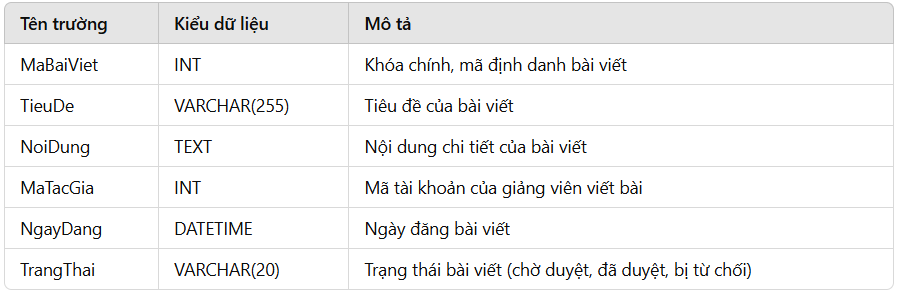 Tên trường Kiểu dữ liệu Mô tả
MaBaiViet INT Khóa chính, mã định danh bài viết
TieuDe VARCHAR(255) Tiêu đề của bài viết
NoiDung TEXT Nội dung chi tiết của bài viết
MaTacGia INT Mã tài khoản của giảng viên viết bài
NgayDang DATETIME Ngày đăng bài viết
TrangThai VARCHAR(20) Trạng thái bài viết (chờ duyệt, đã duyệt, bị từ chối)